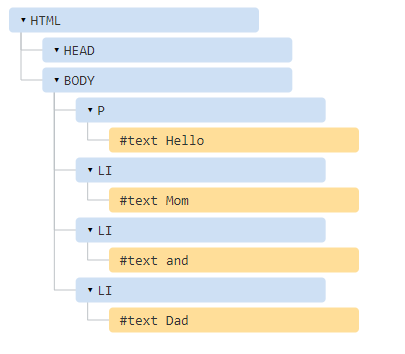 ▾ HTML
▾ HEAD
▾ BODY
▾ P
#text Hello
▾ LI
#text Mom
▾ LI
#text and
▾ LI
#text Dad